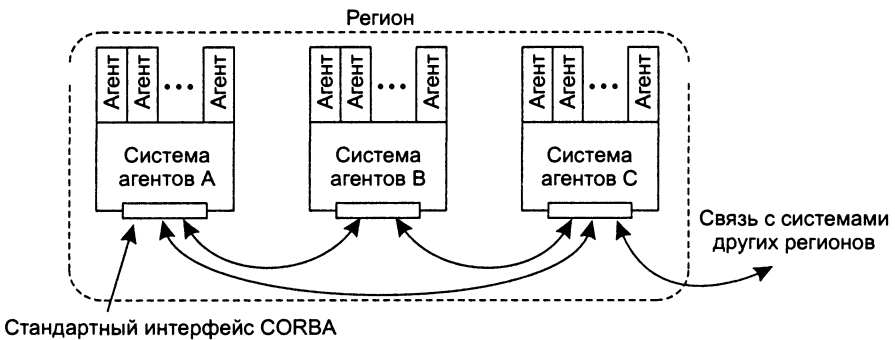 Регион
Агент Агент ... Агент
Агент Агент ... Агент
Агент Агент ... Агент
Система
агентов A
Система
агентов B
Система
агентов C
Связь с системами
других регионов
Стандартный интерфейс CORBA